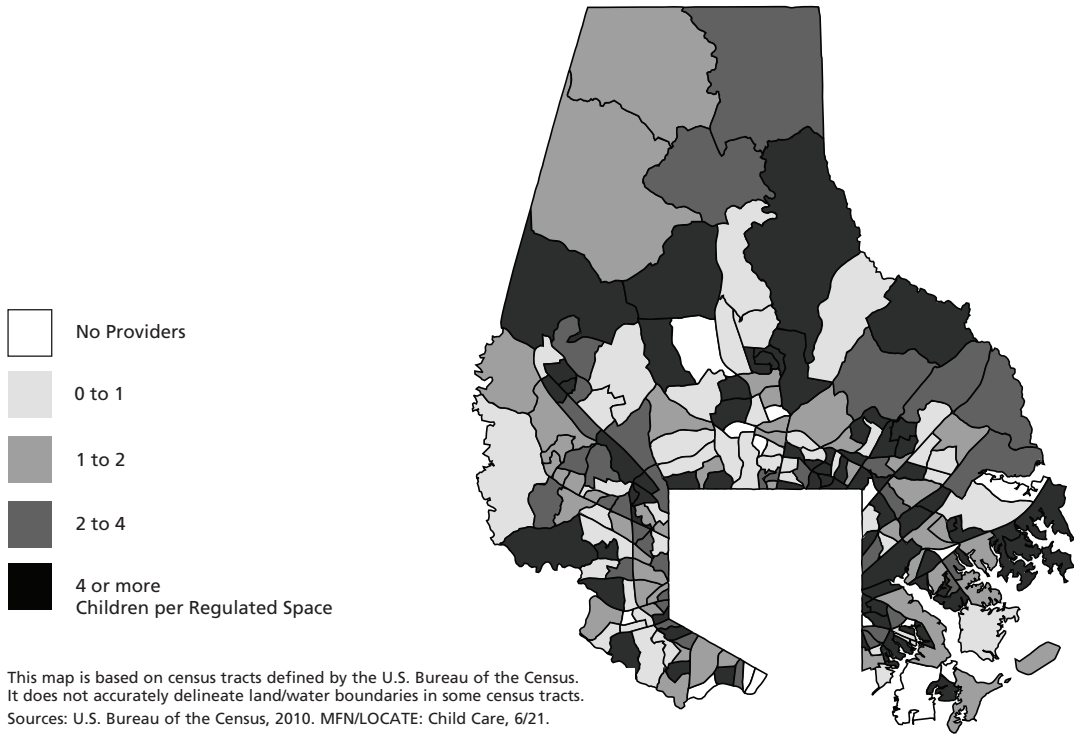 No Providers
0 to 1
1 to 2
2 to 4
4 or more
Children per Regulated Space
This map is based on census tracts defined by the U.S. Bureau of the Census.
It does not accurately delineate land/water boundaries in some census tracts.
Sources: U.S. Bureau of the Census, 2010. MFN/LOCATE: Child Care, 6/21.